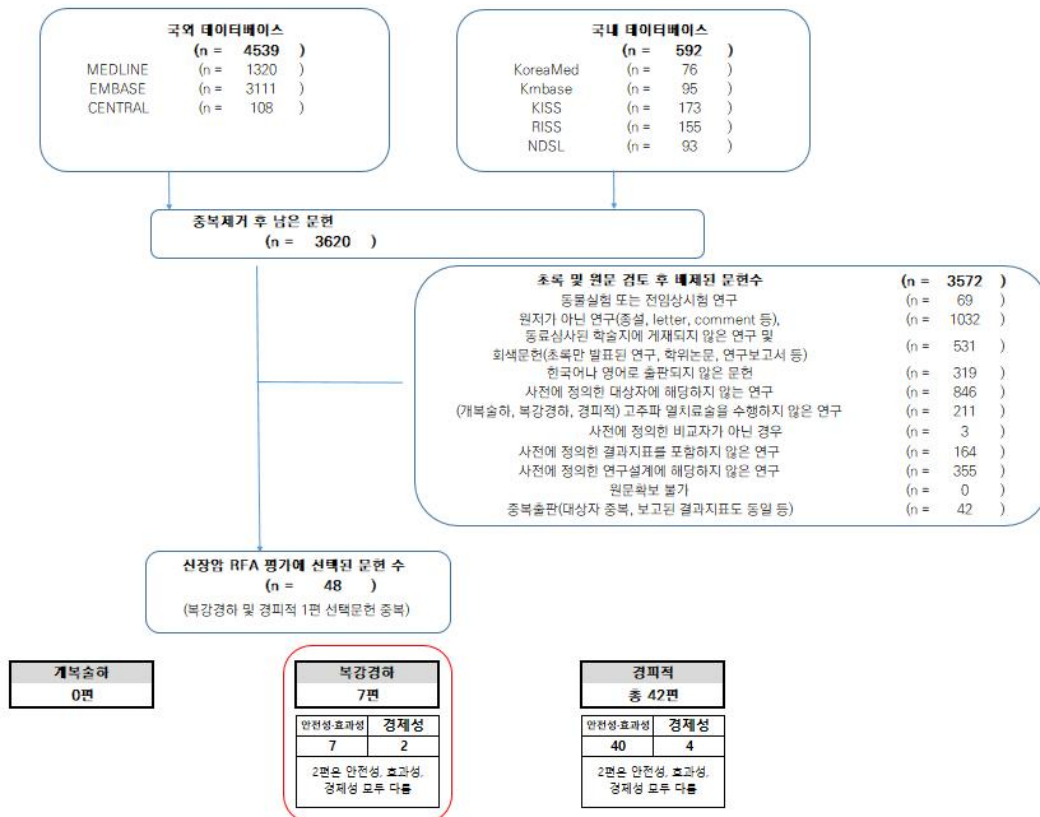 국외 데이터베이스
(n = 4539 )
MEDLINE (n = 1320 )
EMBASE (n = 3111 )
CENTRAL (n = 108 )
국내 데이터베이스
(n = 592 )
KoreaMed (n = 76 )
Kmbase (n = 95 )
KISS (n = 173 )
RISS (n = 155 )
NDSL (n = 93 )
중복제거 후 남은 문헌
(n = 3620 )
초록 및 원문 검토 후 배제된 문헌수 (n = 3572 )
동물실험 또는 전임상시험 연구 (n = 69 )
원저가 아닌 연구(종설, letter, comment 등), (n = 1032 )
동료심사된 학술지에 게재되지 않은 연구 및
회색문헌(초록만 발표된 연구, 학위논문, 연구보고서 등) (n = 531 )
한국어나 영어로 출판되지 않은 문헌 (n = 319 )
사전에 정의한 대상자에 해당하지 않는 연구 (n = 846 )
(개복술하, 복강경하, 경피적) 고주파 열치료술을 수행하지 않은 연구 (n = 211 )
사전에 정의한 비교자가 아닌 경우 (n = 3 )
사전에 정의한 결과지표를 포함하지 않은 연구 (n = 164 )
사전에 정의한 연구설계에 해당하지 않은 연구 (n = 355 )
원문확보 불가 (n = 0 )
중복출판(대상자 중복, 보고된 결과지표도 동일 등) (n = 42 )
신장암 RFA 평가에 선택된 문헌 수
(n = 48 )
(복강경하 및 경피적 1편 선택문헌 중복)
개복술하
0편
복강경하
7편
안전성·효과성 경제성
7 2
2편은 안전성, 효과성,
경제성 모두 다룸
경피적
총 42편
안전성·효과성 경제성
40 4
2편은 안전성, 효과성,
경제성 모두 다룸